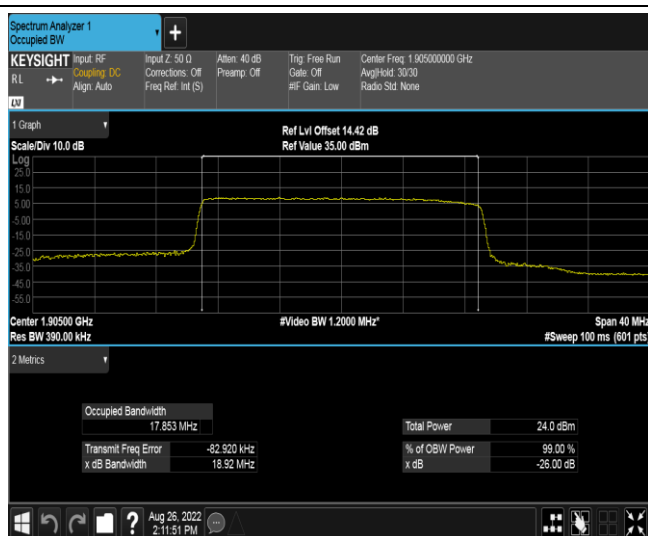 Spectrum Analyzer 1
Occupied BW
+
KEYSIGHT Input: RF Input Z: 50 Ω Atten: 40 dB Trig: Free Run Center Freq: 1.905000000 GHz
RL Coupling: DC Corrections: Off Preamp: Off Gate: Off Avg|Hold: 30/30
Align: Auto Freq Ref: Int (S) #IF Gain: Low Radio Std: None
LXI
1 Graph Ref Lvl Offset 14.42 dB
Scale/Div 10.0 dB Ref Value 35.00 dBm
Log
25.0
15.0
5.00
-5.00
-15.0
-25.0
-35.0
-45.0
-55.0
Center 1.90500 GHz #Video BW 1.2000 MHz* Span 40 MHz
Res BW 390.00 kHz #Sweep 100 ms (601 pts)
2 Metrics
Occupied Bandwidth
17.853 MHz Total Power 24.0 dBm
Transmit Freq Error -82.920 kHz % of OBW Power 99.00 %
x dB Bandwidth 18.92 MHz x dB -26.00 dB
? Aug 26, 2022
2:11:51 PM